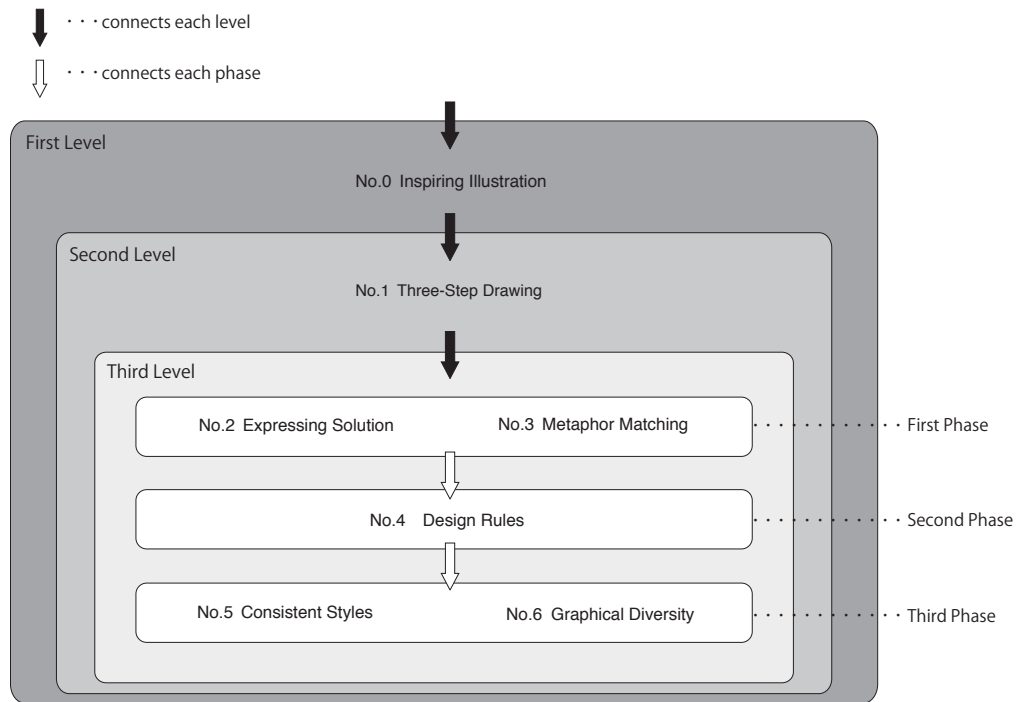 · · · connects each level
· · · connects each phase
First Level
No.0 Inspiring Illustration
Second Level
No.1 Three-Step Drawing
Third Level
No.2 Expressing Solution
No.3 Metaphor Matching
First Phase
No.4 Design Rules
Second Phase
No.5 Consistent Styles
No.6 Graphical Diversity
Third Phase